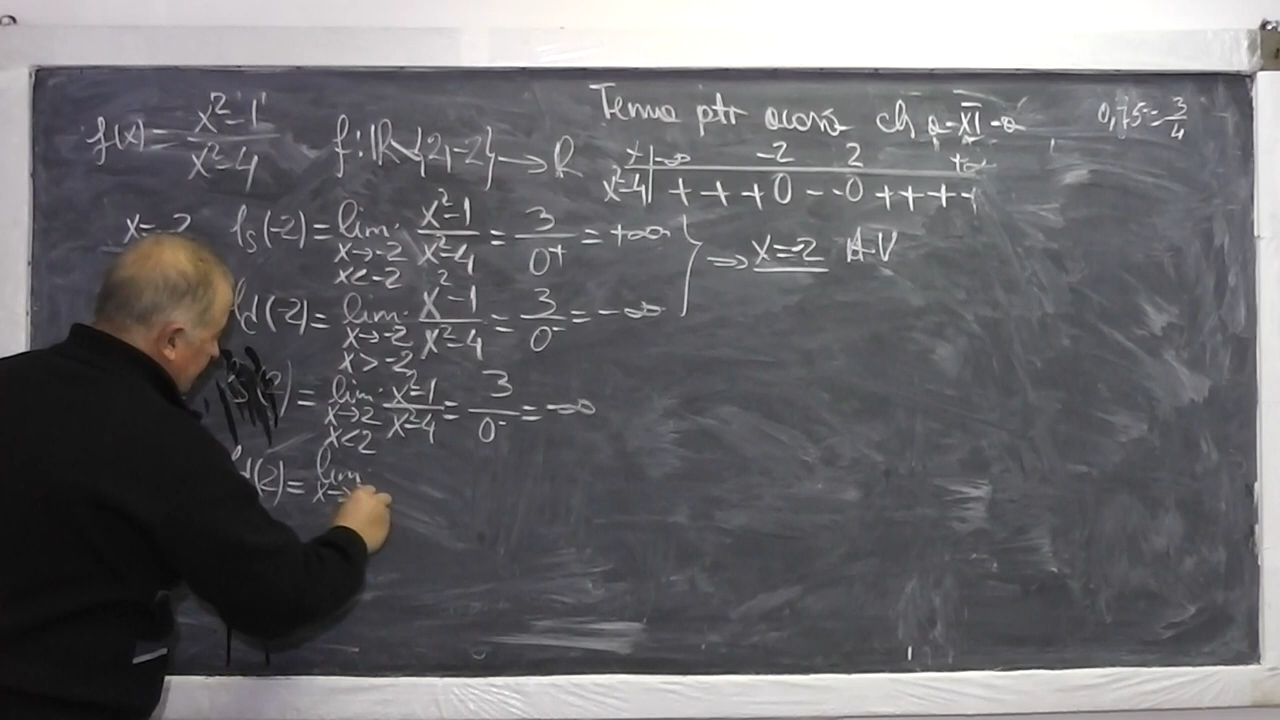 Tema ptr acasă cls a-XI-a
0,75=3/4
f(x)= x²-1 / x²-4   f:R\{2,-2}→R
x | -∞ -2 2 +∞
x²-4 | + + + 0 - - 0 + + + +
x=-2   ls(-2)= lim x→-2 x<-2 x²-1 / x²-4 = 3 / 0+ = +∞
ld(-2)= lim x→-2 x>-2 x²-1 / x²-4 = 3 / 0- = -∞
⇒ x=-2 A.V
(2)= lim x→2 x<2 x²-1 / x²-4 = 3 / 0- = -∞
ld(2)= lim x→